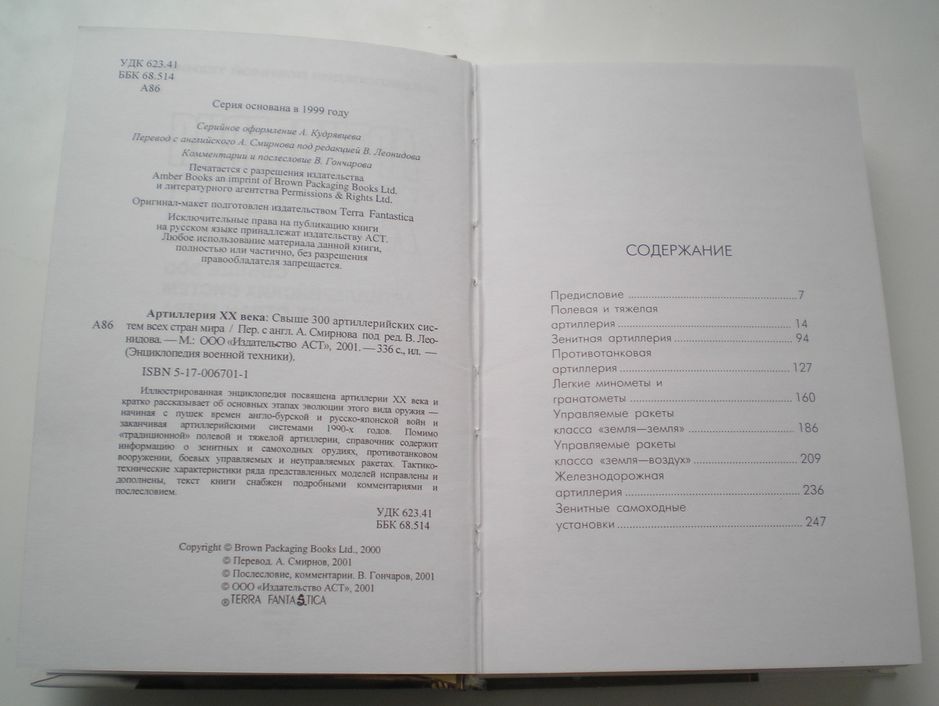 УДК 623.41
ББК 68.514
А86
Серия основана в 1999 году
Серийное оформление А. Кудрявцева
Перевод с английского А. Смирнова под редакцией В. Леонидова
Комментарии и послесловие В. Гончарова
Печатается с разрешения издательства
Amber Books an imprint of Brown Packaging Books Ltd.
и литературного агентства Permissions & Rights Ltd.
Оригинал-макет подготовлен издательством Terra Fantastica
Исключительные права на публикацию книги
на русском языке принадлежат издательству АСТ.
Любое использование материала данной книги,
полностью или частично, без разрешения
правообладателя запрещается.
Артиллерия XX века: Свыше 300 артиллерийских сис-
А86 тем всех стран мира / Пер. с англ. А. Смирнова под ред. В. Лео-
нидова. — М.: ООО «Издательство АСТ», 2001. — 336 с., ил. —
(Энциклопедия военной техники).
ISBN 5-17-006701-1
Иллюстрированная энциклопедия посвящена артиллерии XX века и
кратко рассказывает об основных этапах эволюции этого вида оружия —
начиная с пушек времен англо-бурской и русско-японской войн и
заканчивая артиллерийскими системами 1990-х годов. Помимо
«традиционной» полевой и тяжелой артиллерии, справочник содержит
информацию о зенитных и самоходных орудиях, противотанковом
вооружении, боевых управляемых и неуправляемых ракетах. Тактико-
технические характеристики ряда представленных моделей исправлены и
дополнены, текст книги снабжен подробными комментариями и
послесловием.
УДК 623.41
ББК 68.514
Copyright © Brown Packaging Books Ltd., 2000
© Перевод. А. Смирнов, 2001
© Послесловие, комментарии. В. Гончаров, 2001
© ООО «Издательство АСТ», 2001
® TERRA FANTASTICA
СОДЕРЖАНИЕ
Предисловие 7
Полевая и тяжелая
артиллерия 14
Зенитная артиллерия 94
Противотанковая
артиллерия 127
Легкие минометы и
гранатометы 160
Управляемые ракеты
класса «земля—земля» 186
Управляемые ракеты
класса «земля—воздух» 209
Железнодорожная
артиллерия 236
Зенитные самоходные
установки 247